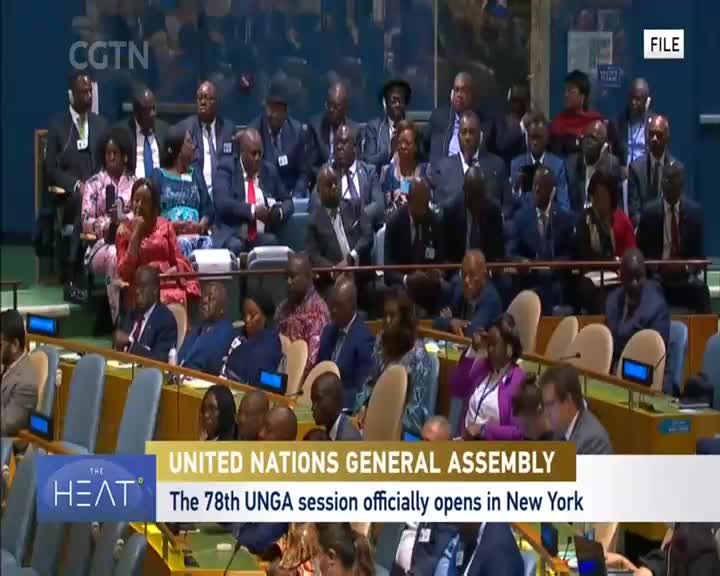 CGTN
FILE
UNITED NATIONS GENERAL ASSEMBLY
THE
HEAT
The 78th UNGA session officially opens in New York